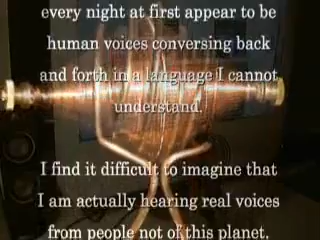 every night at first appear to be
human voices conversing back
and forth in a language I cannot
understand.
I find it difficult to imagine that
I am actually hearing real voices
from people not of this planet.